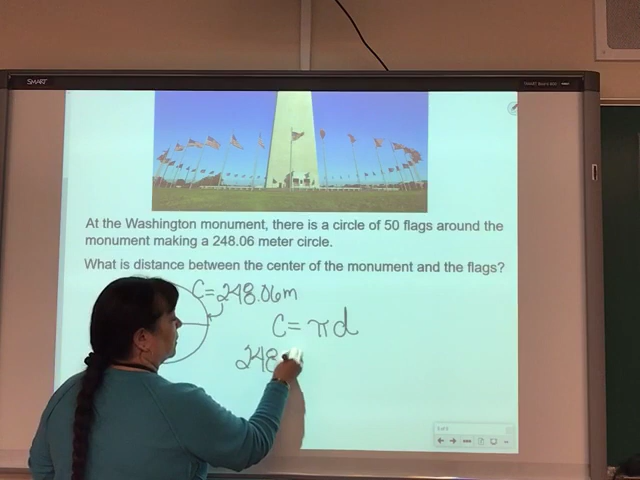 SMART
At the Washington monument, there is a circle of 50 flags around the
monument making a 248.06 meter circle.
What is distance between the center of the monument and the flags?
C=248.06m
C=πd
248